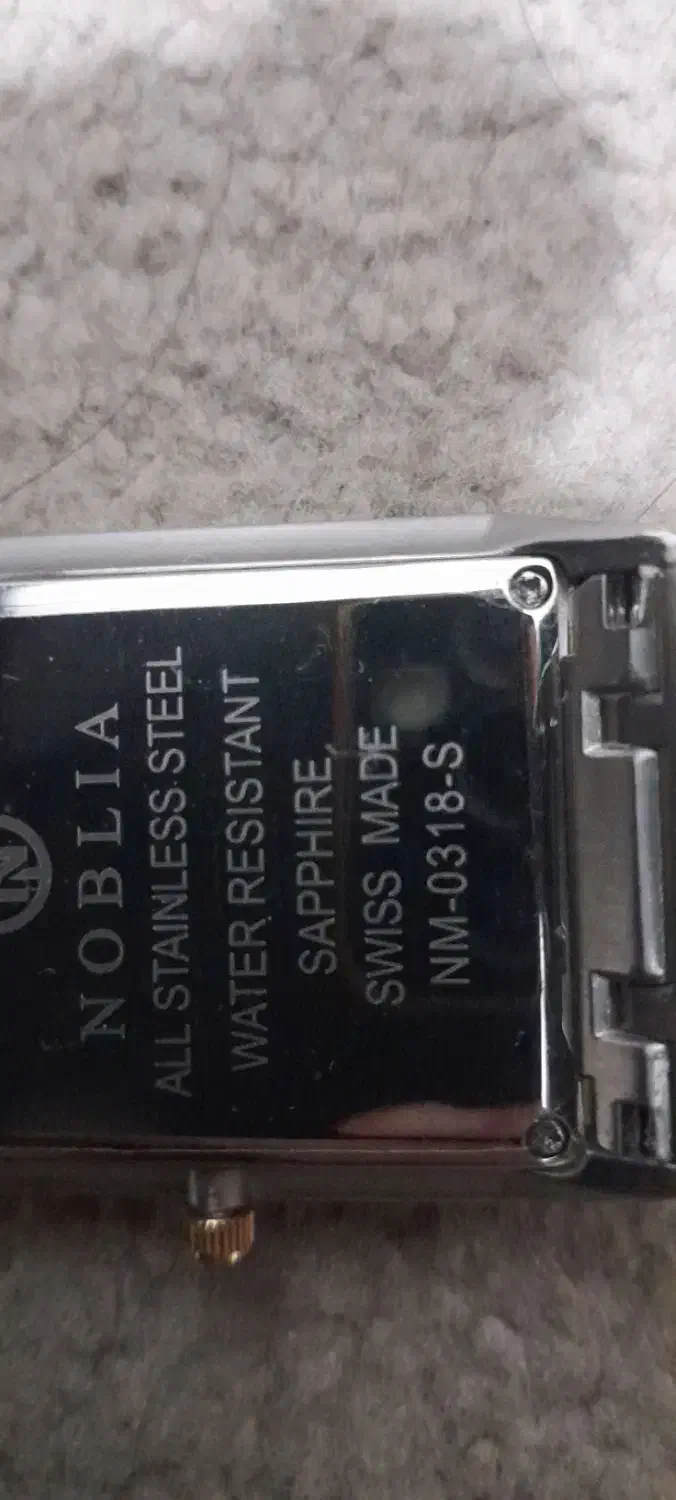 N
NOBLIA
ALL STAINLESS STEEL
WATER RESISTANT
SAPPHIRE
SWISS MADE
NM-0318-S